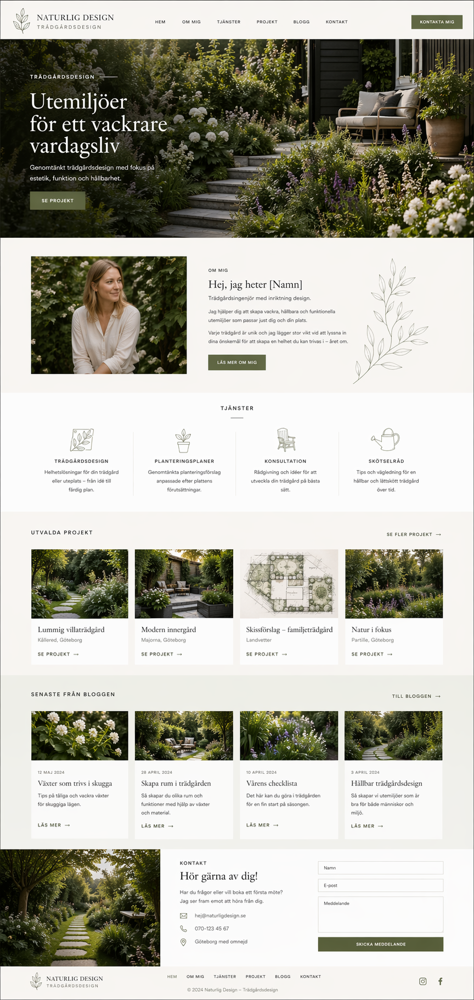 NATURLIG DESIGN
TRÄDGÅRDSDESIGN
HEM OM MIG TJÄNSTER PROJEKT BLOGG KONTAKT
KONTAKTA MIG
TRÄDGÅRDSDESIGN
Utemiljöer
för ett vackrare
vardagsliv
Genomtänkt trädgårdsdesign med fokus på
estetik, funktion och hållbarhet.
SE PROJEKT
OM MIG
Hej, jag heter [Namn]
Trädgårdsingenjör med inriktning design.
Jag hjälper dig att skapa vackra, hållbara och funktionella
utemiljöer som passar just dig och din plats.
Varje trädgård är unik och jag lägger stor vikt vid att lyssna in
dina önskemål för att skapa en helhet du kan trivas i – året om.
LÄS MER OM MIG
TJÄNSTER
TRÄDGÅRDSDESIGN
Helhetslösningar för din trädgård
eller uteplats – från idé till
färdig plan.
PLANTERINGSPLANER
Genomtänkta planteringsförslag
anpassade efter plattens
förutsättningar.
KONSULTATION
Rådgivning och idéer för att
utveckla din trädgård på bästa
sätt.
SKÖTSELRÅD
Tips och vägledning för en
hållbar och lättskött trädgård
över tid.
UTVALDA PROJEKT
SE FLER PROJEKT →
Lummig villaträdgård
Kållered, Göteborg
SE PROJEKT →
Modern innergård
Majorna, Göteborg
SE PROJEKT →
Skissförslag – familjeträdgård
Landvetter
SE PROJEKT →
Natur i fokus
Partille, Göteborg
SE PROJEKT →
SENASTE FRÅN BLOGGEN
TILL BLOGGEN →
12 MAJ 2024
Växter som trivs i skugga
Tips på tåliga och vackra växter
för skuggiga lägen.
LÄS MER →
28 APRIL 2024
Skapa rum i trädgården
Så skapar du olika rum och
funktioner med hjälp av växter
och material.
LÄS MER →
10 APRIL 2024
Vårens checklista
Det här kan du göra i trädgården
för en fin start på säsongen.
LÄS MER →
3 APRIL 2024
Hållbar trädgårdsdesign
Så skapar vi utemiljöer som är
bra för både människor och
miljö.
LÄS MER →
KONTAKT
Hör gärna av dig!
Har du frågor eller vill boka ett första möte?
Jag ser fram emot att höra från dig.
hej@naturligdesign.se
070-123 45 67
Göteborg med omnejd
Namn
E-post
Meddelande
SKICKA MEDDELANDE
NATURLIG DESIGN
TRÄDGÅRDSDESIGN
HEM OM MIG TJÄNSTER PROJEKT BLOGG KONTAKT
© 2024 Naturlig Design – Trädgårdsdesign